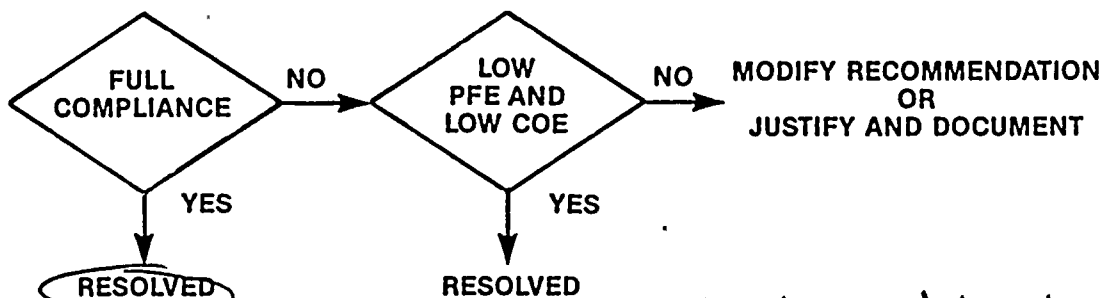 FULL
COMPLIANCE
NO
YES
RESOLVED
LOW
PFE AND
LOW COE
NO
YES
RESOLVED
MODIFY RECOMMENDATION
OR
JUSTIFY AND DOCUMENT